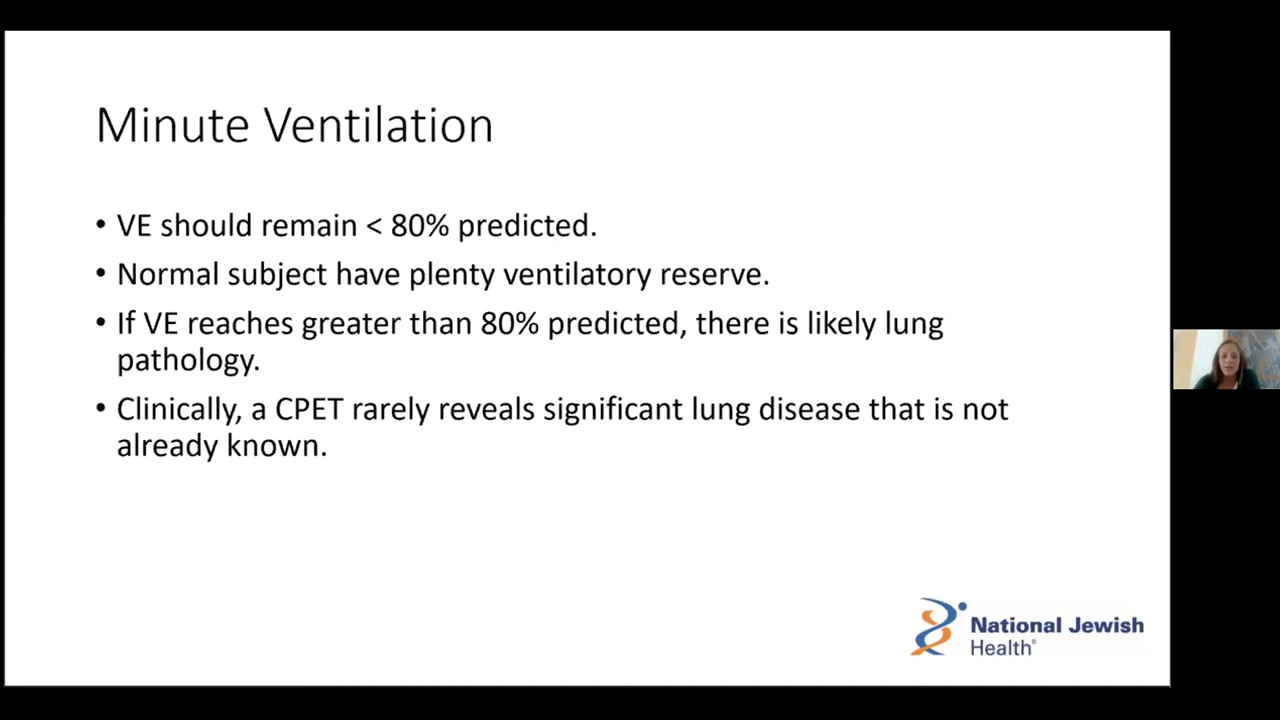 Minute Ventilation
• VE should remain < 80% predicted.
• Normal subject have plenty ventilatory reserve.
• If VE reaches greater than 80% predicted, there is likely lung
pathology.
• Clinically, a CPET rarely reveals significant lung disease that is not
already known.
National Jewish
Health®